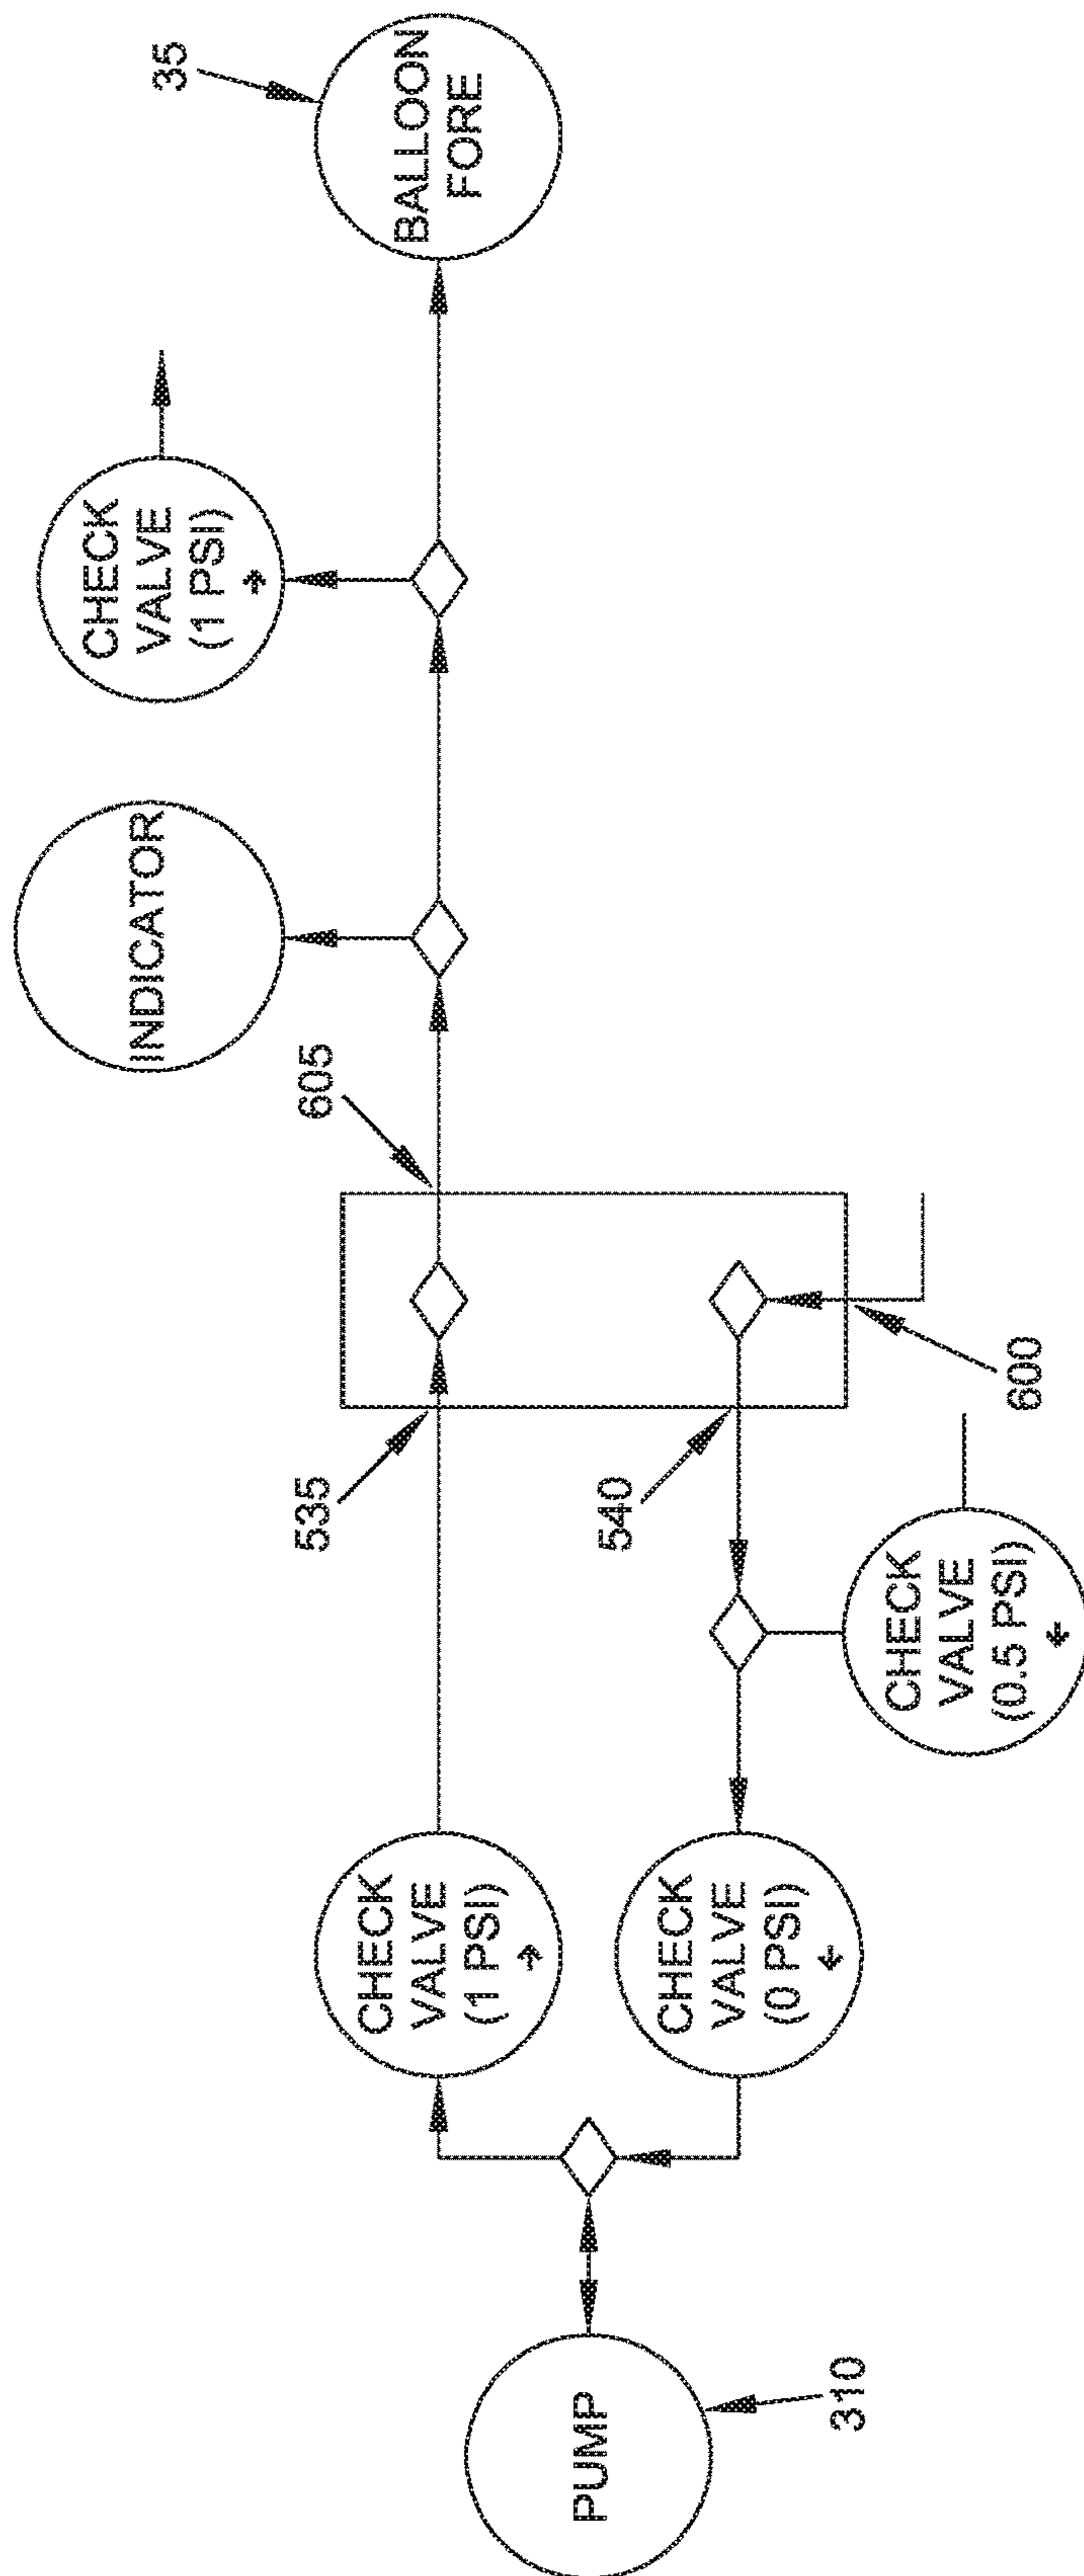 35
BALLOON
FORE
CHECK
VALVE
(1 PSI)
INDICATOR
605
535
540
600
CHECK
VALVE
(1 PSI)
CHECK
VALVE
(0 PSI)
CHECK
VALVE
(0.5 PSI)
PUMP
310